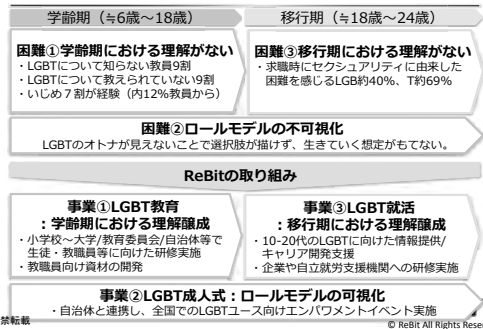 学齢期（≒6歳～18歳）
移行期（≒18歳～24歳）
困難①学齢期における理解がない
・LGBTについて知らない教員9割
・LGBTについて教えられていない9割
・いじめ７割が経験（内12%教員から）
困難③移行期における理解がない
・求職時にセクシュアリティに由来した
困難を感じるLGB約40%、T約69%
困難②ロールモデルの不可視化
LGBTのオトナが見えないことで選択肢が描けず、生きていく想定がもてない。
ReBitの取り組み
事業①LGBT教育
：学齢期における理解醸成
・小学校～大学/教育委員会/自治体等で
生徒・教職員等に向けた研修実施
・教職員向け資材の開発
事業③LGBT就活
：移行期における理解醸成
・10-20代のLGBTに向けた情報提供/
キャリア開発支援
・企業や自立就労支援機関への研修実施
事業②LGBT成人式：ロールモデルの可視化
・自治体と連携し、全国でのLGBTユース向けエンパワメントイベント実施
禁転載
© ReBit All Rights Rese